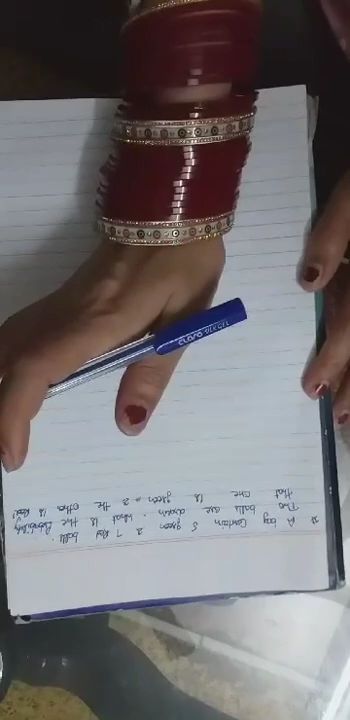 * A bag contain 5 green & 7 Red balls.
Two balls are drawn. What is the Probability
that one is green & the other is Red?
CELLO